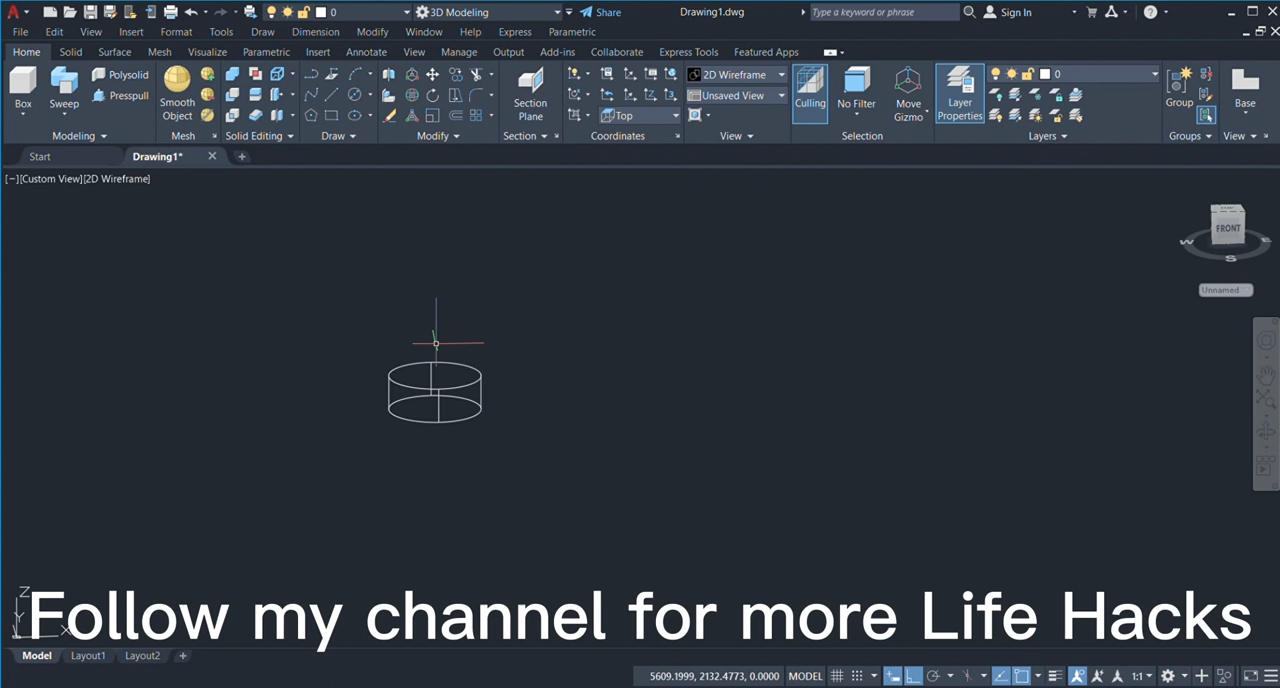 0
3D Modeling
Share
Drawing1.dwg
Type a keyword or phrase
Sign In
File Edit View Insert Format Tools Draw Dimension Modify Window Help Express Parametric
Home Solid Surface Mesh Visualize Parametric Insert Annotate View Manage Output Add-ins Collaborate Express Tools Featured Apps
Box
Sweep
Polysolid
Presspull
Smooth
Object
Section
Plane
Top
2D Wireframe
Unsaved View
Culling
No Filter
Move
Gizmo
Layer
Properties
0
Group
Base
Modeling Mesh Solid Editing Draw Modify Section Coordinates View Selection Layers Groups View
Start Drawing1*
[−][Custom View][2D Wireframe]
FRONT
W E
S
Unnamed
Z
Y
X
Follow my channel for more Life Hacks
Model Layout1 Layout2
5609.1999, 2132.4773, 0.0000 MODEL 1:1